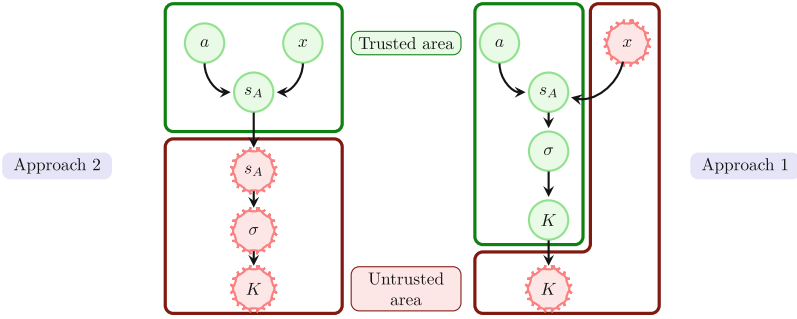 a
x
Trusted area
a
x
s_A
s_A
σ
Approach 2
s_A
Approach 1
σ
K
K
Untrusted
area
K